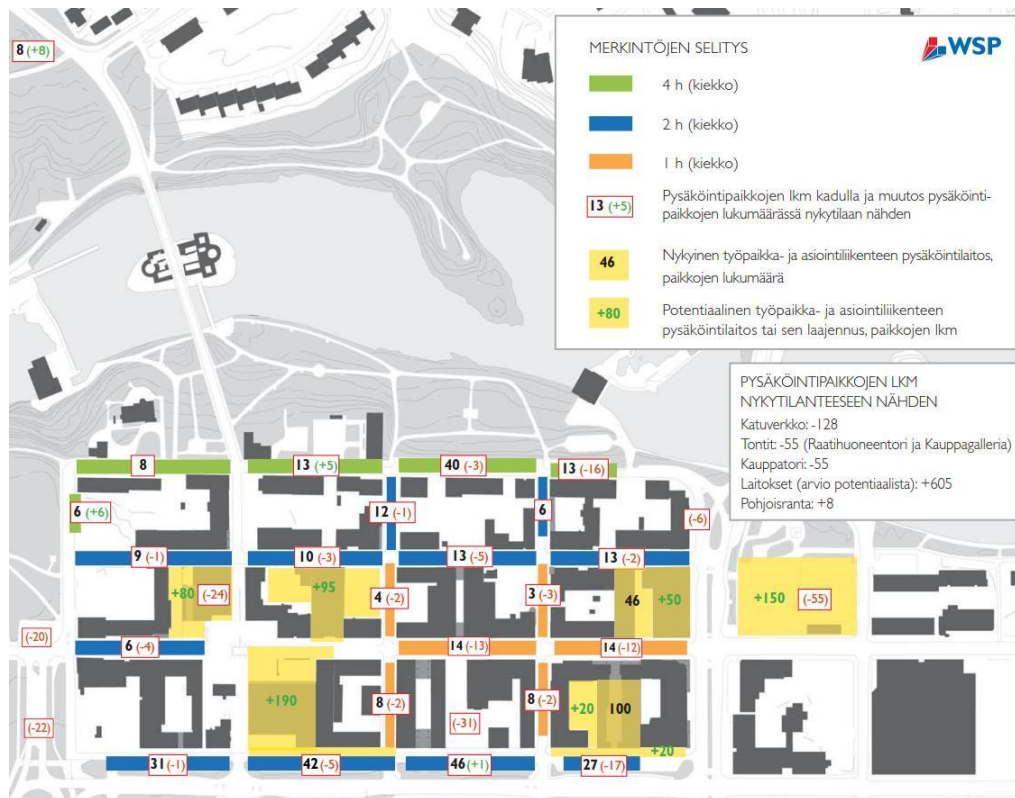 8 (+8)
MERKINTÖJEN SELITYS
WSP
4 h (kiekko)
2 h (kiekko)
1 h (kiekko)
13 (+5)
Pysäköintipaikkojen lkm kadulla ja muutos pysäköinti-
paikkojen lukumäärässä nykytilaan nähden
46
Nykyinen työpaikka- ja asiointiliikenteen pysäköintilaitos,
paikkojen lukumäärä
+80
Potentiaalinen työpaikka- ja asiointiliikenteen
pysäköintilaitos tai sen laajennus, paikkojen lkm
PYSÄKÖINTIPAIKKOJEN LKM
NYKYTILANTEESEEN NÄHDEN
Katuverkko: -128
Tontit: -55 (Raatihuoneentori ja Kauppagalleria)
Kauppatori: -55
Laitokset (arvio potentiaalista): +605
Pohjoisranta: +8
8
13 (+5)
40 (-3)
13 (-16)
6 (+6)
12 (-1)
6
(-6)
9 (-1)
10 (-3)
13 (-5)
13 (-2)
+80
(-24)
+95
4 (-2)
3 (-3)
46
+50
+150
(-55)
(-20)
6 (-4)
14 (-13)
14 (-12)
(-22)
+190
8 (-2)
(-31)
8 (-2)
+20
100
+20
31 (-1)
42 (-5)
46 (+1)
27 (-17)